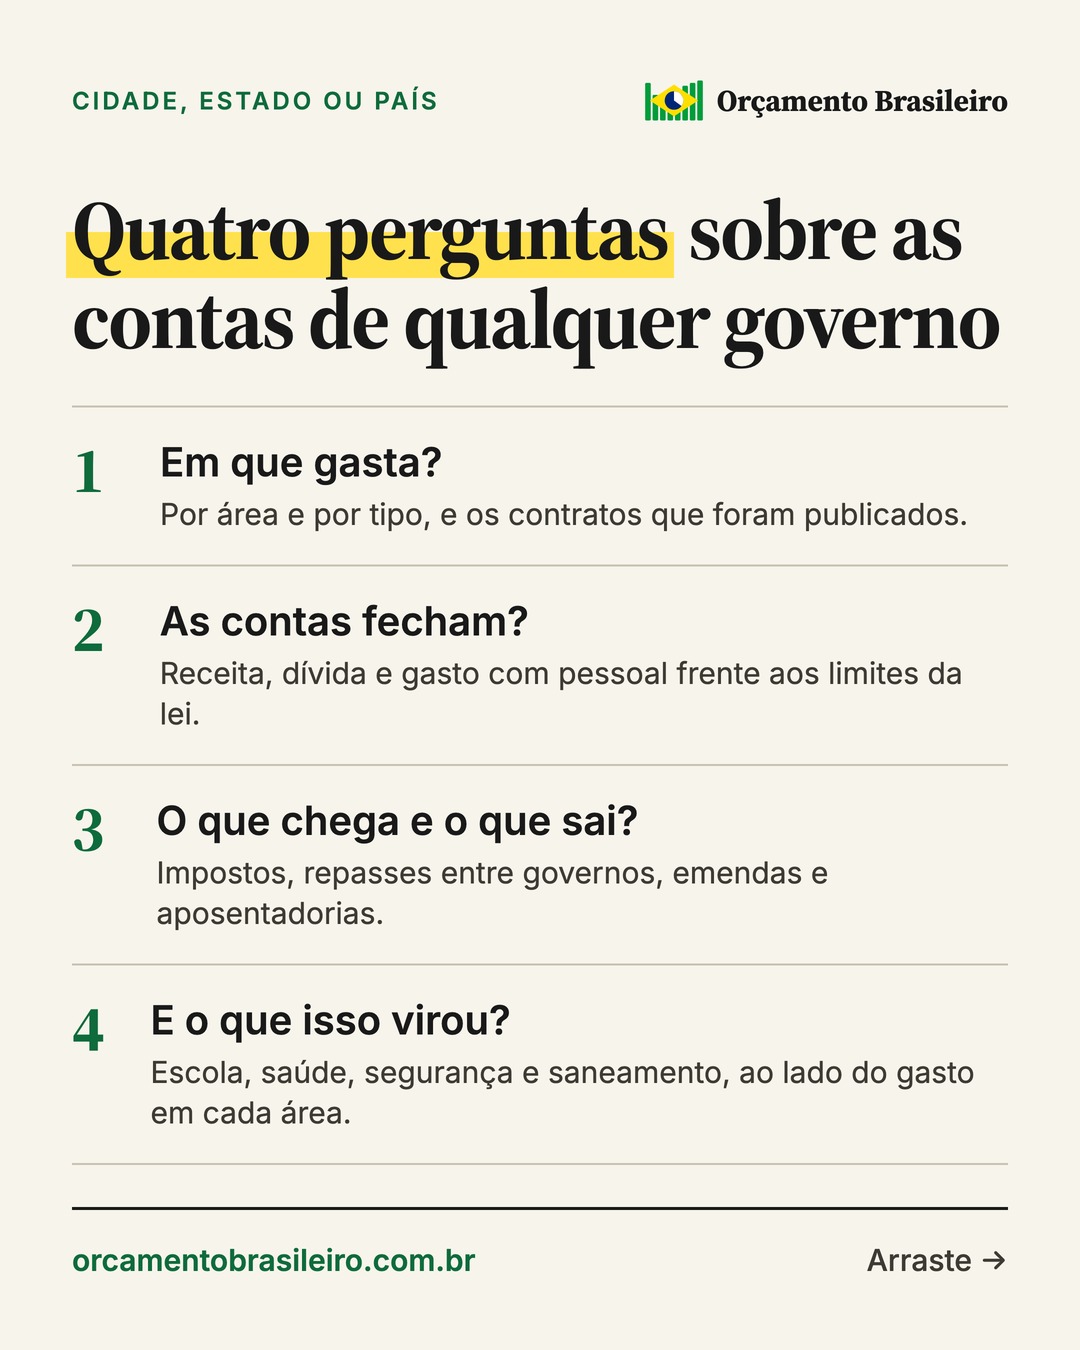 CIDADE, ESTADO OU PAÍS
Orçamento Brasileiro
Quatro perguntas sobre as
contas de qualquer governo
1
Em que gasta?
Por área e por tipo, e os contratos que foram publicados.
2
As contas fecham?
Receita, dívida e gasto com pessoal frente aos limites da
lei.
3
O que chega e o que sai?
Impostos, repasses entre governos, emendas e
aposentadorias.
4
E o que isso virou?
Escola, saúde, segurança e saneamento, ao lado do gasto
em cada área.
orcamentobrasileiro.com.br
Arraste →